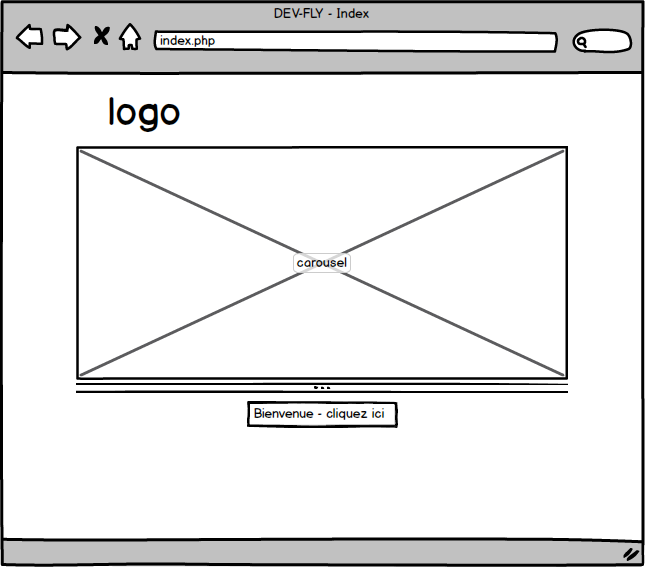 DEV-FLY - Index
index.php
logo
carousel
Bienvenue - cliquez ici